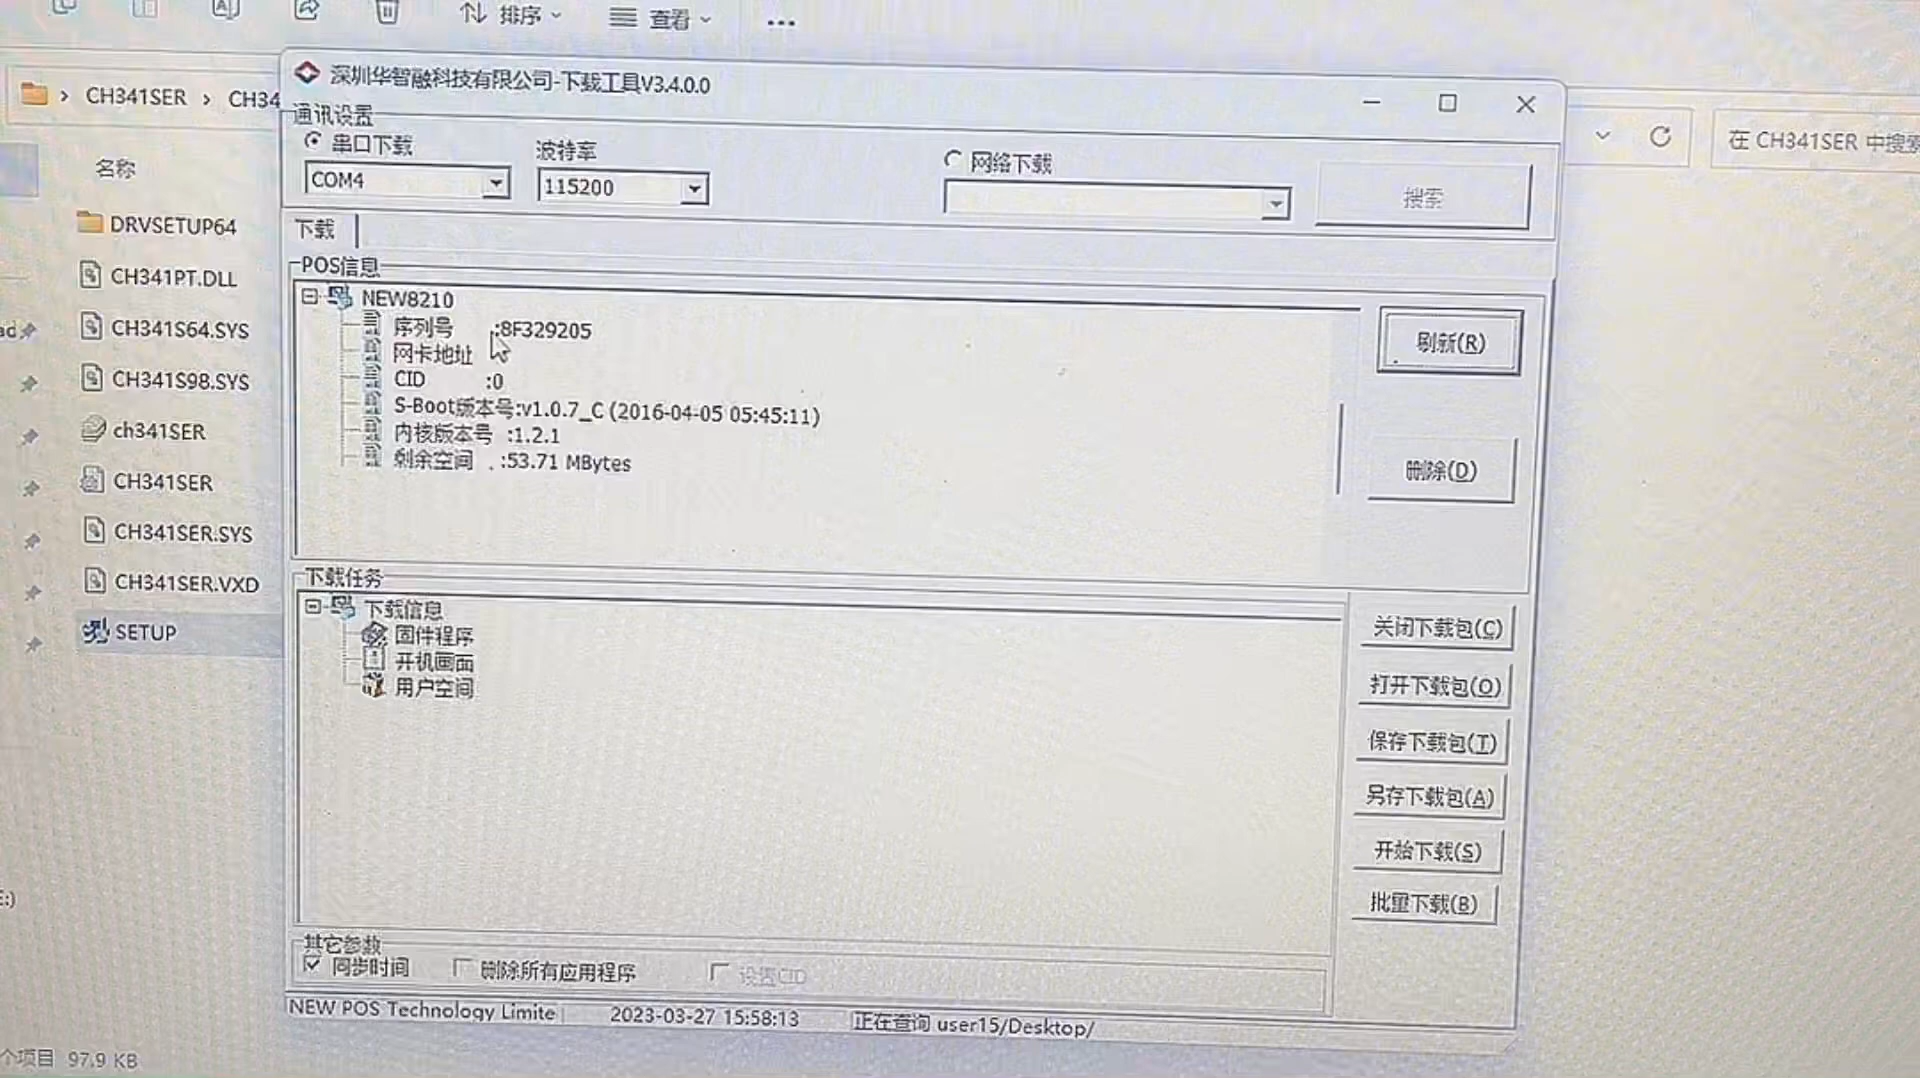 排序
查看
CH341SER
CH34
在 CH341SER 中搜索
名称
DRVSETUP64
CH341PT.DLL
CH341S64.SYS
CH341S98.SYS
ch341SER
CH341SER
CH341SER.SYS
CH341SER.VXD
SETUP
个项目 97.9 KB
深圳华智融科技有限公司-下载工具V3.4.0.0
通讯设置
串口下载
波特率
网络下载
COM4
115200
搜索
下载
POS信息
NEW8210
序列号 :8F329205
网卡地址
CID :0
S-Boot版本号:v1.0.7_C (2016-04-05 05:45:11)
内核版本号 :1.2.1
剩余空间 :53.71 MBytes
刷新(R)
删除(D)
下载任务
下载信息
固件程序
开机画面
用户空间
关闭下载包(C)
打开下载包(O)
保存下载包(T)
另存下载包(A)
开始下载(S)
批量下载(B)
其它参数
同步时间
删除所有应用程序
设置CID
NEW POS Technology Limite
2023-03-27 15:58:13
正在查询 user15/Desktop/